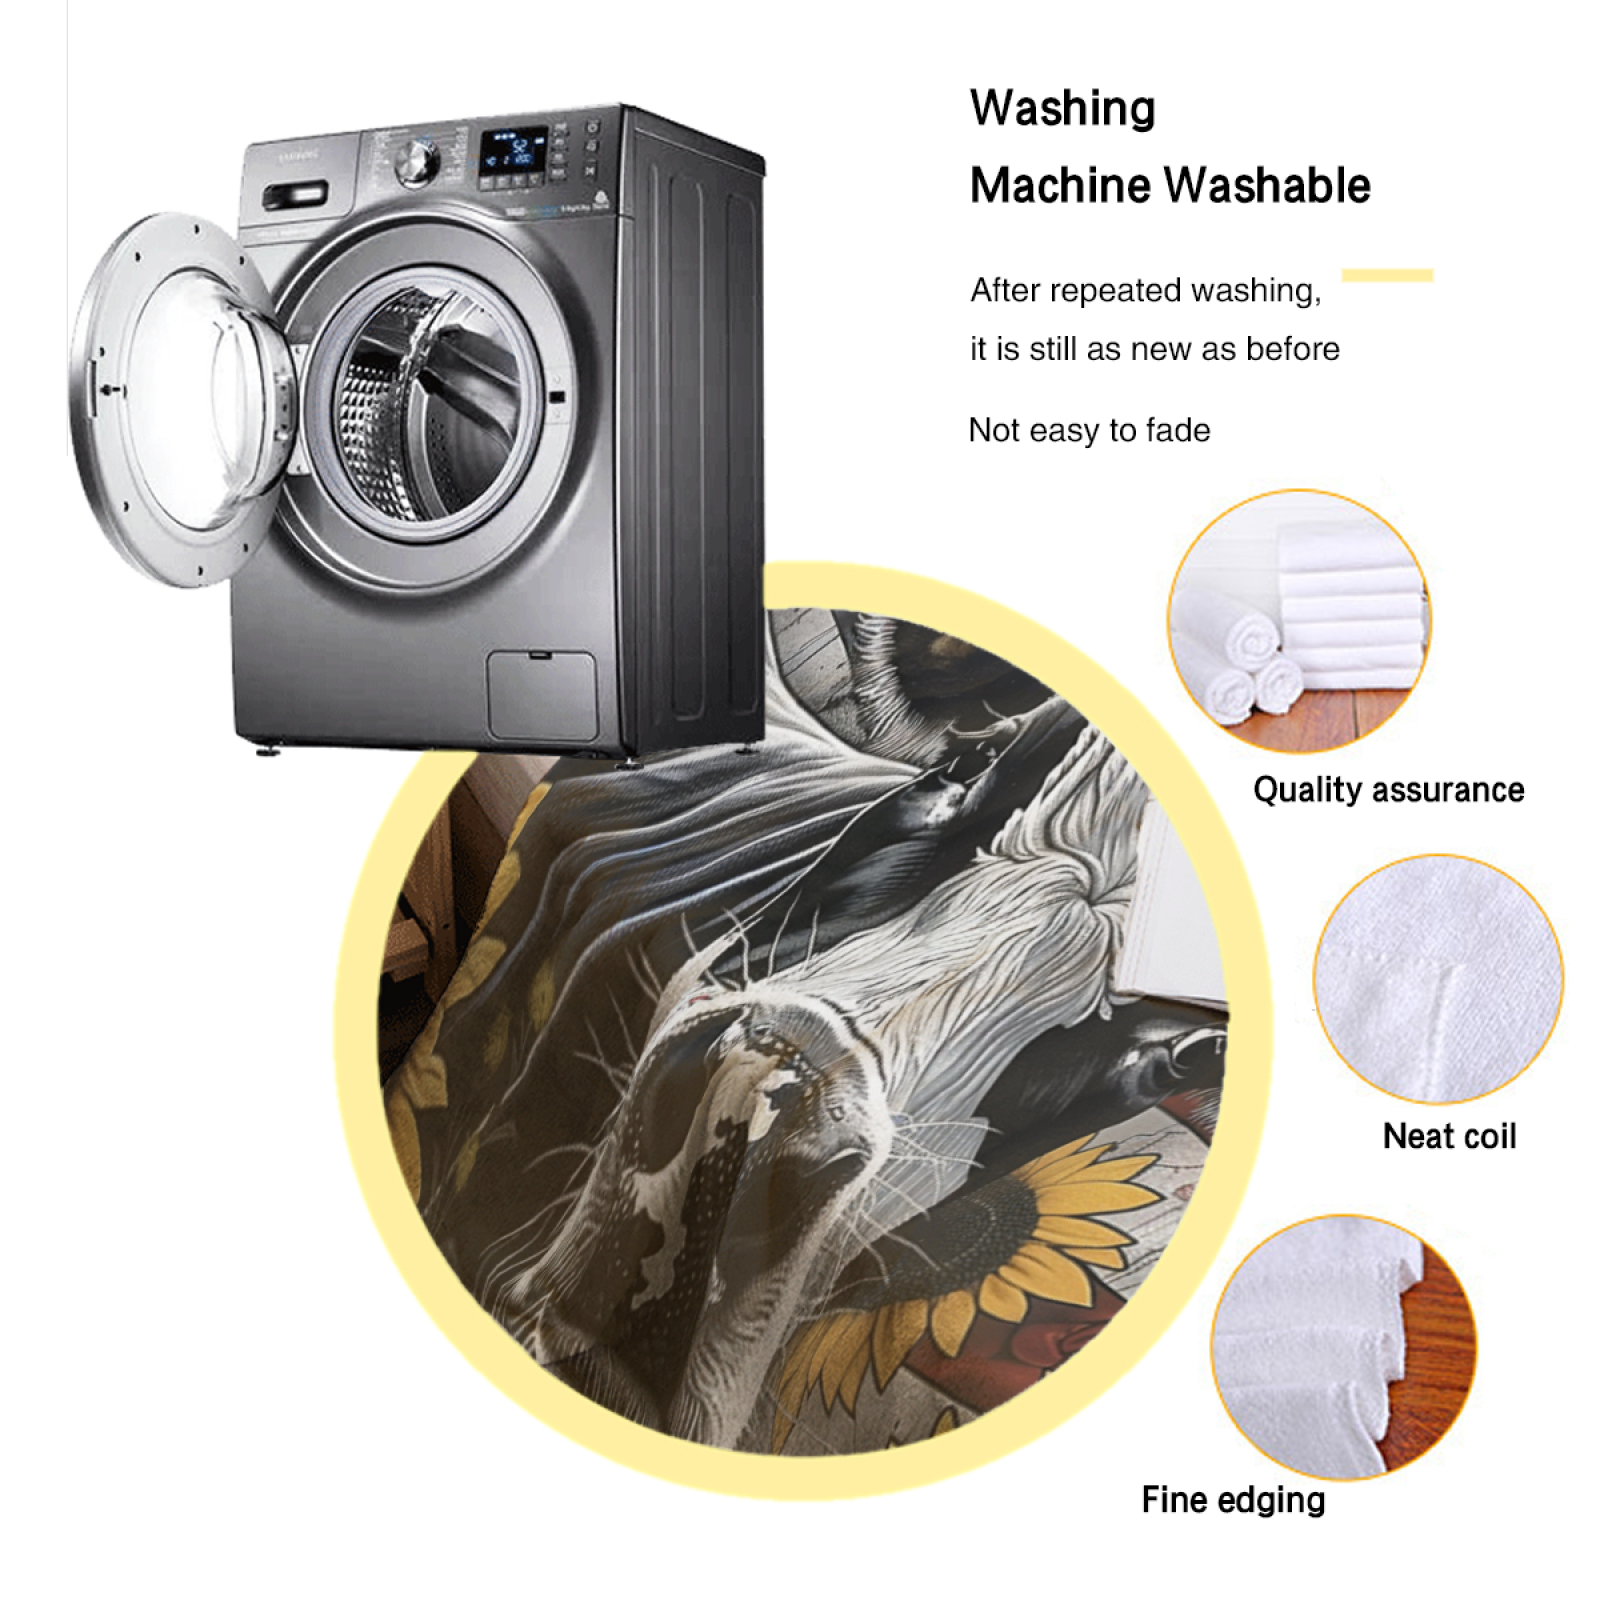 Washing
Machine Washable
After repeated washing,
it is still as new as before
Not easy to fade
Quality assurance
Neat coil
Fine edging